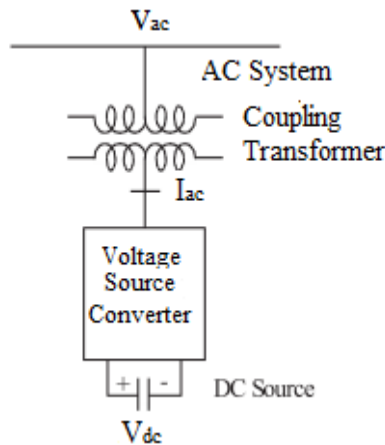 Vac
AC System
Coupling
Transformer
Iac
Voltage
Source
Converter
+ -
DC Source
Vdc